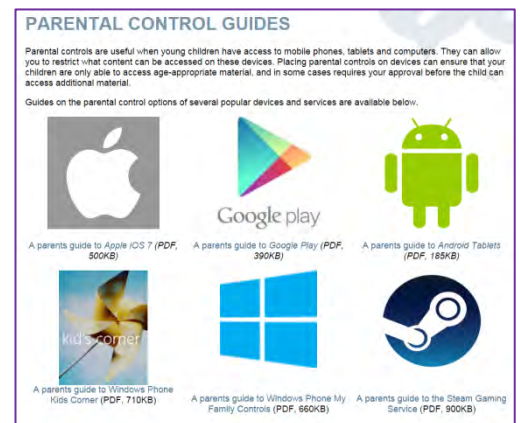 PARENTAL CONTROL GUIDES
Parental controls are useful when young children have access to mobile phones, tablets and computers. They can allow
you to restrict what content can be accessed on these devices. Placing parental controls on devices can ensure that your
children are only able to access age-appropriate material, and in some cases requires your approval before the child can
access additional material.
Guides on the parental control options of several popular devices and services are available below.
Google play
A parents guide to Apple iOS 7 (PDF,
500KB)
A parents guide to Google Play (PDF,
390KB)
A parents guide to Android Tablets
(PDF, 185KB)
kid's corner
A parents guide to Windows Phone
Kids Corner (PDF, 710KB)
A parents guide to Windows Phone My
Family Controls (PDF, 660KB)
A parents guide to the Steam Gaming
Service (PDF, 900KB)